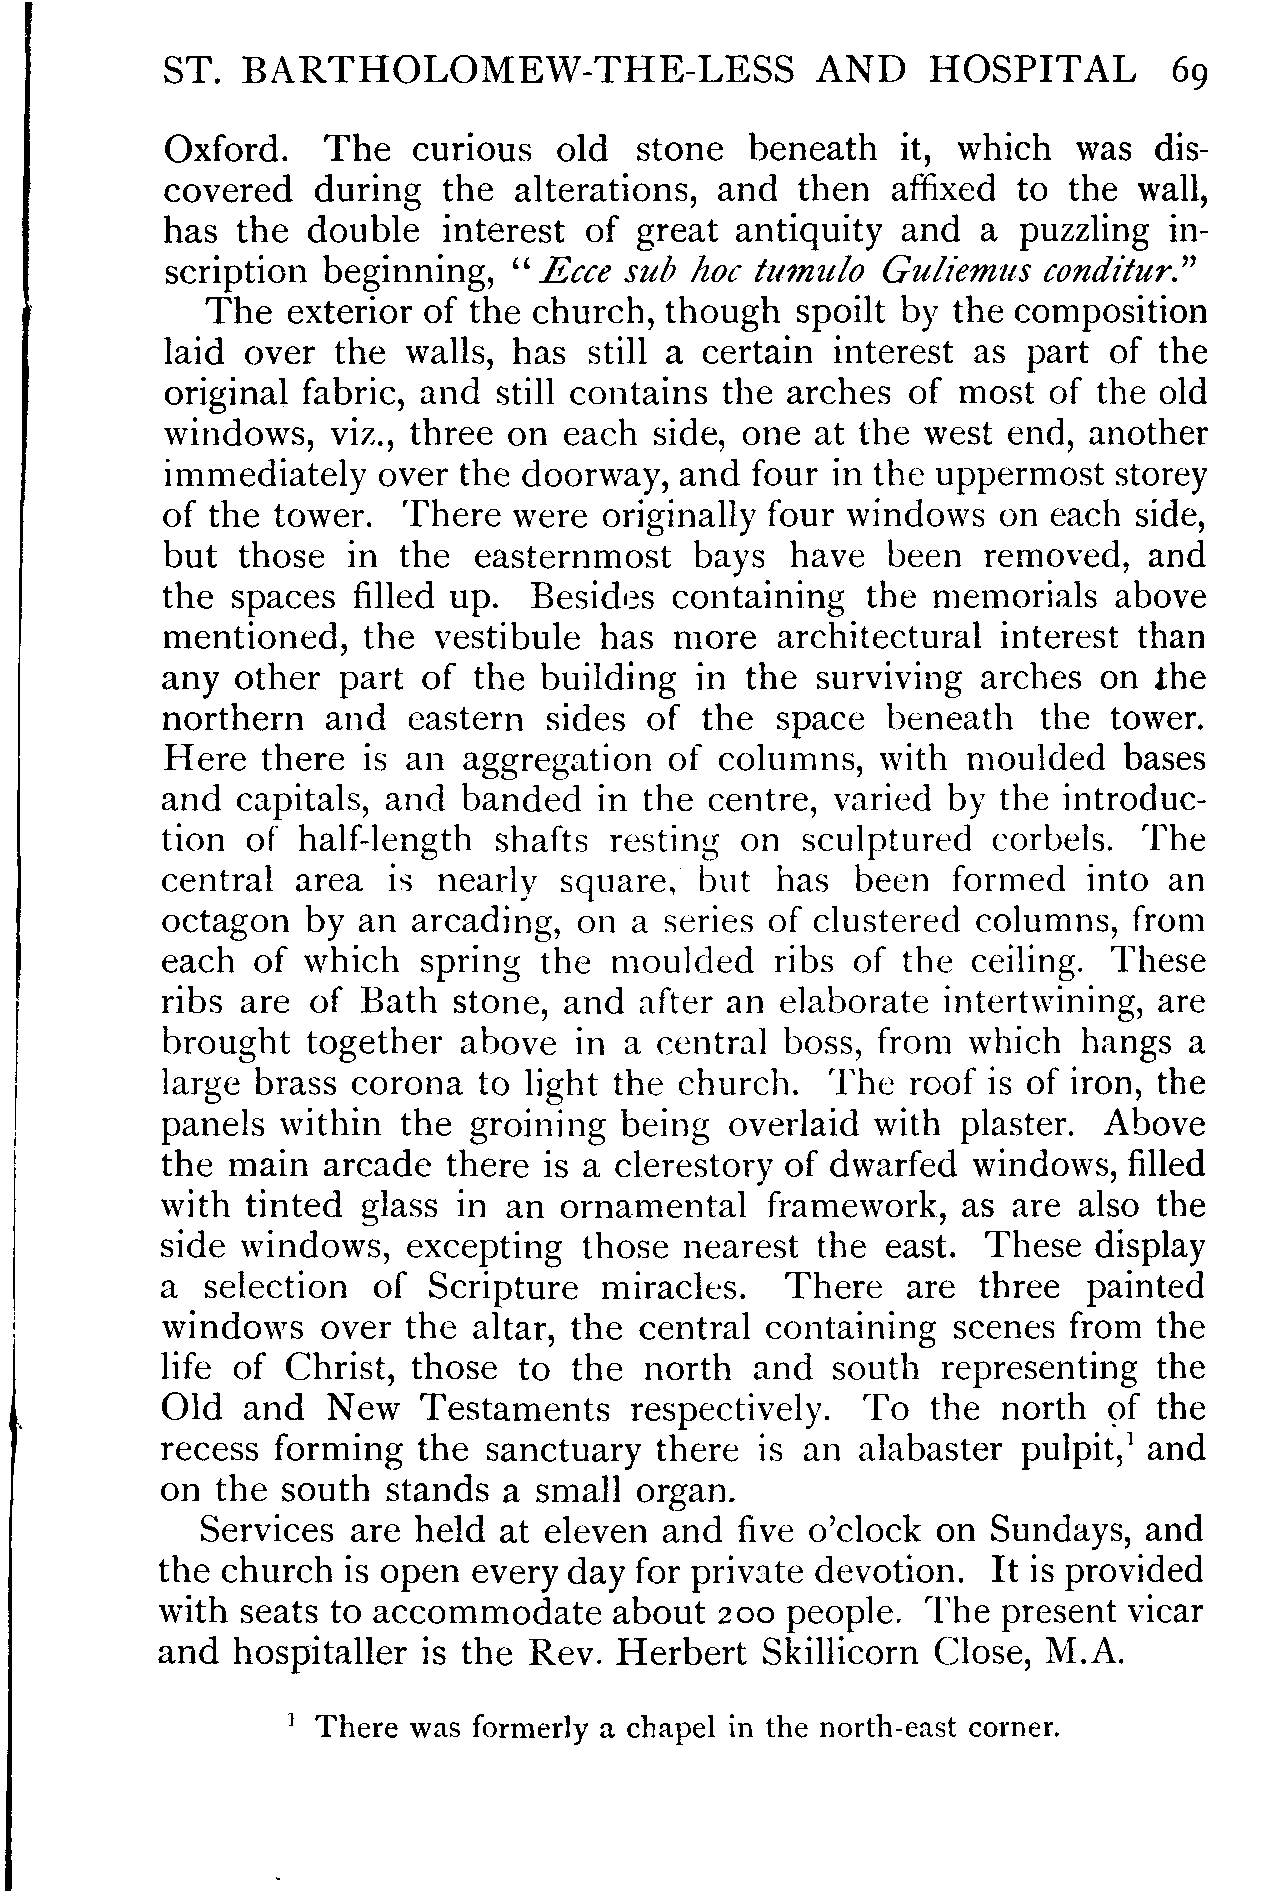 ST. BARTHOLOMEW-THE-LESS AND HOSPITAL 69
Oxford. The curious old stone beneath it, which was dis-
covered during the alterations, and then affixed to the wall,
has the double interest of great antiquity and a puzzling in-
scription beginning, “Ecce sub hoc tumulo Guliemus conditur.”
The exterior of the church, though spoilt by the composition
laid over the walls, has still a certain interest as part of the
original fabric, and still contains the arches of most of the old
windows, viz., three on each side, one at the west end, another
immediately over the doorway, and four in the uppermost storey
of the tower. There were originally four windows on each side,
but those in the easternmost bays have been removed, and
the spaces filled up. Besides containing the memorials above
mentioned, the vestibule has more architectural interest than
any other part of the building in the surviving arches on the
northern and eastern sides of the space beneath the tower.
Here there is an aggregation of columns, with moulded bases
and capitals, and banded in the centre, varied by the introduc-
tion of half-length shafts resting on sculptured corbels. The
central area is nearly square, but has been formed into an
octagon by an arcading, on a series of clustered columns, from
each of which spring the moulded ribs of the ceiling. These
ribs are of Bath stone, and after an elaborate intertwining, are
brought together above in a central boss, from which hangs a
large brass corona to light the church. The roof is of iron, the
panels within the groining being overlaid with plaster. Above
the main arcade there is a clerestory of dwarfed windows, filled
with tinted glass in an ornamental framework, as are also the
side windows, excepting those nearest the east. These display
a selection of Scripture miracles. There are three painted
windows over the altar, the central containing scenes from the
life of Christ, those to the north and south representing the
Old and New Testaments respectively. To the north of the
recess forming the sanctuary there is an alabaster pulpit,¹ and
on the south stands a small organ.
Services are held at eleven and five o’clock on Sundays, and
the church is open every day for private devotion. It is provided
with seats to accommodate about 200 people. The present vicar
and hospitaller is the Rev. Herbert Skillicorn Close, M.A.
¹ There was formerly a chapel in the north-east corner.